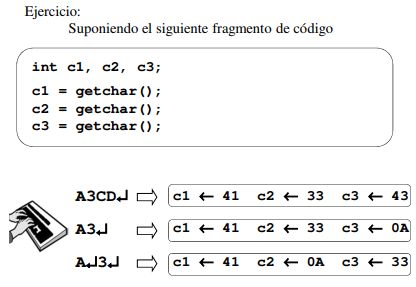 Ejercicio:
Suponiendo el siguiente fragmento de código
int c1, c2, c3;
c1 = getchar();
c2 = getchar();
c3 = getchar();
A3CD↲ ⇨ c1 ← 41 c2 ← 33 c3 ← 43
A3↲ ⇨ c1 ← 41 c2 ← 33 c3 ← 0A
A↲3↲ ⇨ c1 ← 41 c2 ← 0A c3 ← 33